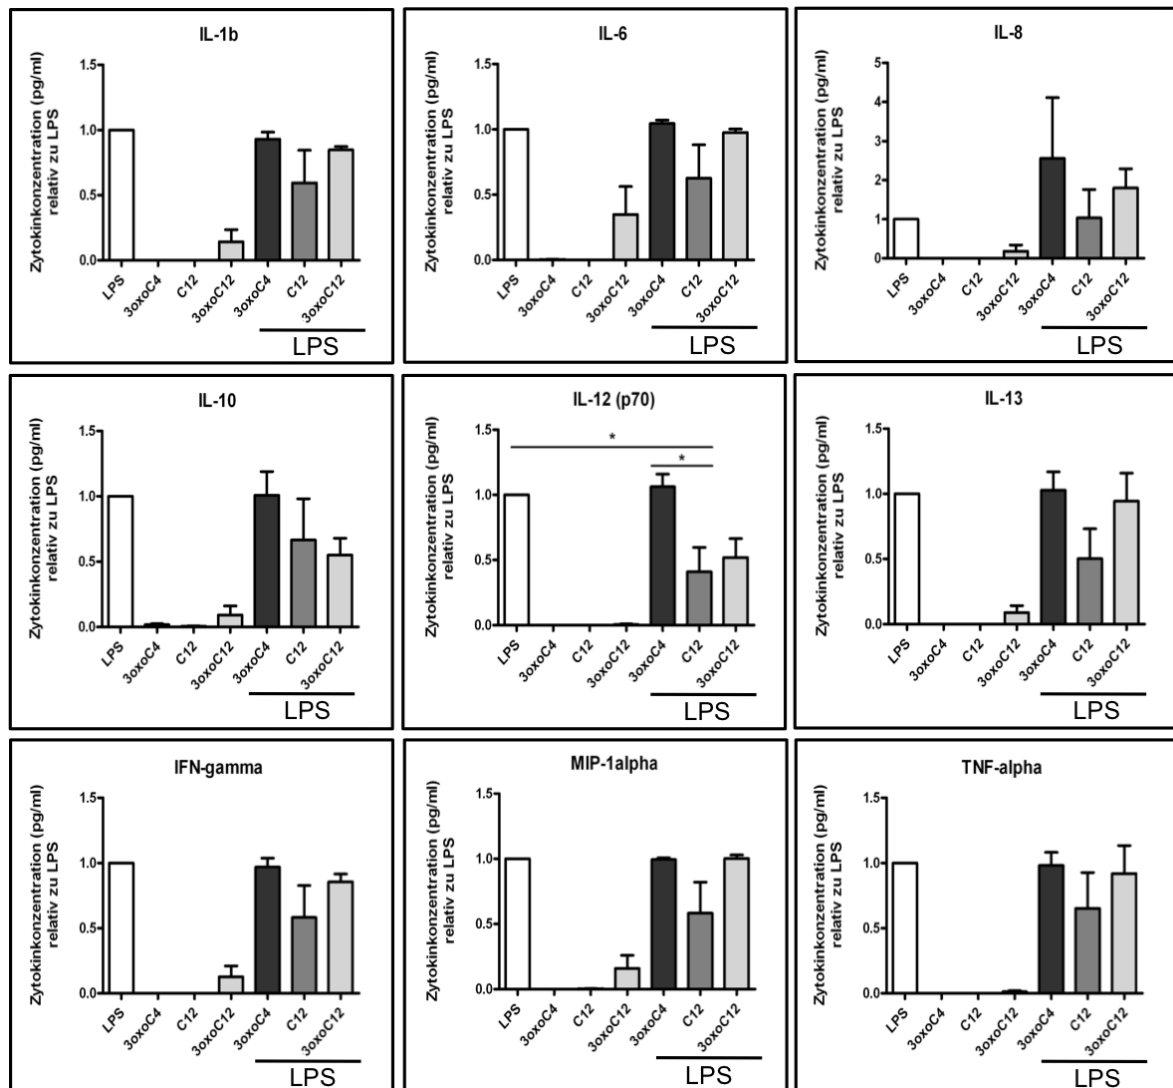 IL-1b
Zytokinkonzentration (pg/ml)
relativ zu LPS
1.5
1.0
0.5
0.0
LPS
3oxoC4
C12
3oxoC12
3oxoC4
C12
3oxoC12
LPS
IL-6
Zytokinkonzentration (pg/ml)
relativ zu LPS
1.5
1.0
0.5
0.0
LPS
3oxoC4
C12
3oxoC12
3oxoC4
C12
3oxoC12
LPS
IL-8
Zytokinkonzentration (pg/ml)
relativ zu LPS
5
4
3
2
1
0
LPS
3oxoC4
C12
3oxoC12
3oxoC4
C12
3oxoC12
LPS
IL-10
Zytokinkonzentration (pg/ml)
relativ zu LPS
1.5
1.0
0.5
0.0
LPS
3oxoC4
C12
3oxoC12
3oxoC4
C12
3oxoC12
LPS
IL-12 (p70)
Zytokinkonzentration (pg/ml)
relativ zu LPS
1.5
1.0
0.5
0.0
*
*
LPS
3oxoC4
C12
3oxoC12
3oxoC4
C12
3oxoC12
LPS
IL-13
Zytokinkonzentration (pg/ml)
relativ zu LPS
1.5
1.0
0.5
0.0
LPS
3oxoC4
C12
3oxoC12
3oxoC4
C12
3oxoC12
LPS
IFN-gamma
Zytokinkonzentration (pg/ml)
relativ zu LPS
1.5
1.0
0.5
0.0
LPS
3oxoC4
C12
3oxoC12
3oxoC4
C12
3oxoC12
LPS
MIP-1alpha
Zytokinkonzentration (pg/ml)
relativ zu LPS
1.5
1.0
0.5
0.0
LPS
3oxoC4
C12
3oxoC12
3oxoC4
C12
3oxoC12
LPS
TNF-alpha
Zytokinkonzentration (pg/ml)
relativ zu LPS
1.5
1.0
0.5
0.0
LPS
3oxoC4
C12
3oxoC12
3oxoC4
C12
3oxoC12
LPS